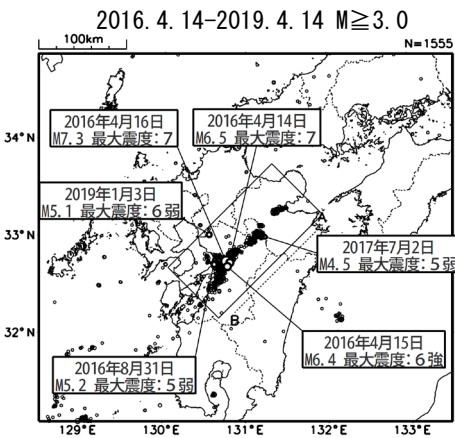 2016.4.14-2019.4.14 M≧3.0
100km
N=1555
2016年4月16日
M7.3 最大震度:7
2016年4月14日
M6.5 最大震度:7
34°N
2019年1月3日
M5.1 最大震度:6弱
A
33°N
2017年7月2日
M4.5 最大震度:5弱
B
32°N
2016年4月15日
M6.4 最大震度:6強
2016年8月31日
M5.2 最大震度:5弱
129°E
130°E
131°E
132°E
133°E